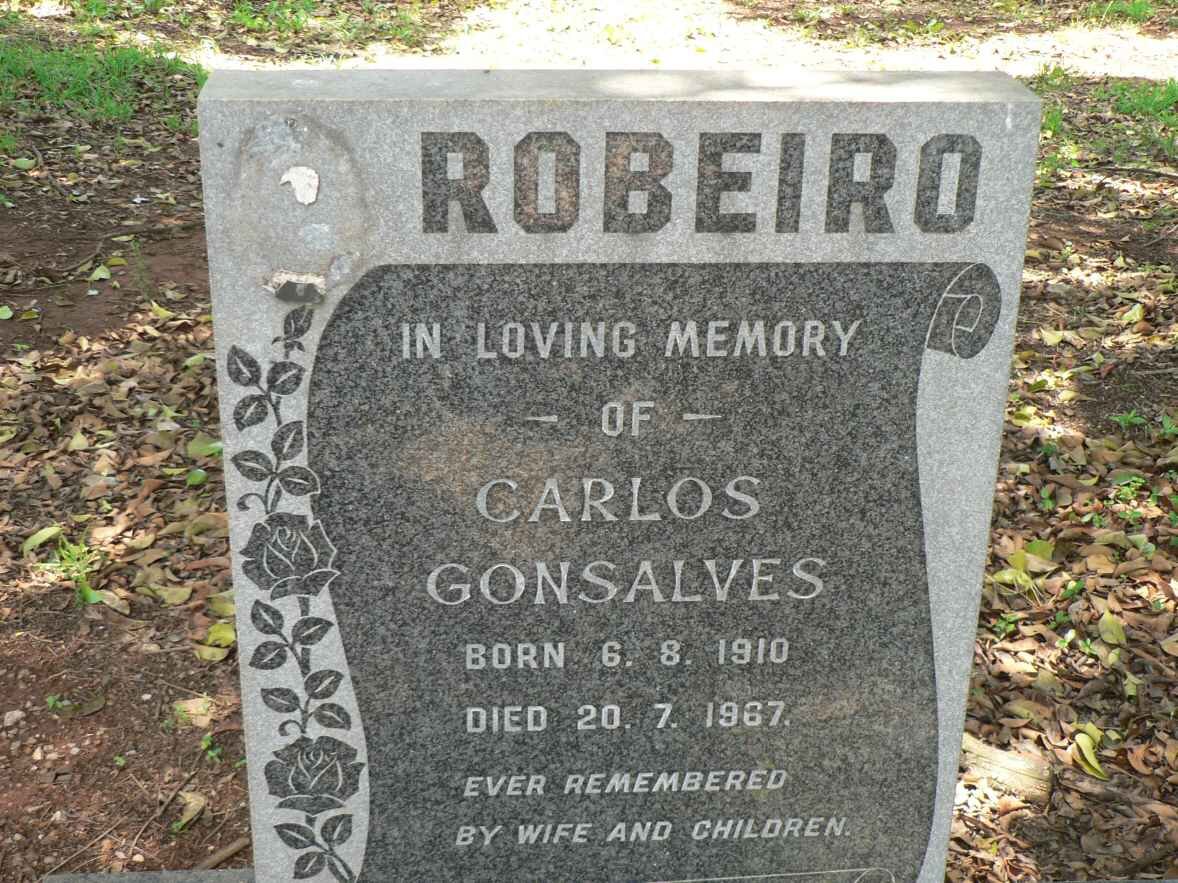 ROBEIRO
IN LOVING MEMORY
– OF –
CARLOS
GONSALVES
BORN 6. 8. 1910
DIED 20. 7. 1967.
EVER REMEMBERED
BY WIFE AND CHILDREN.